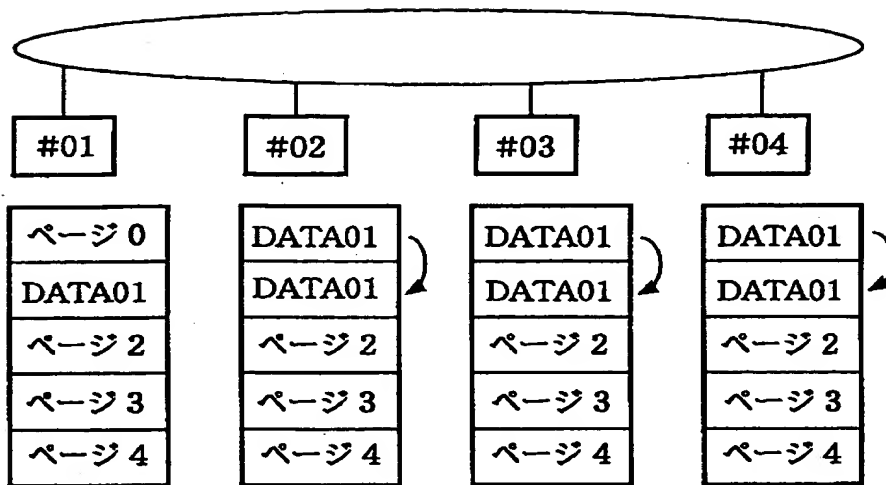 #01 #02 #03 #04
ページ 0 DATA01 DATA01 DATA01
DATA01 DATA01 DATA01 DATA01
ページ 2 ページ 2 ページ 2 ページ 2
ページ 3 ページ 3 ページ 3 ページ 3
ページ 4 ページ 4 ページ 4 ページ 4